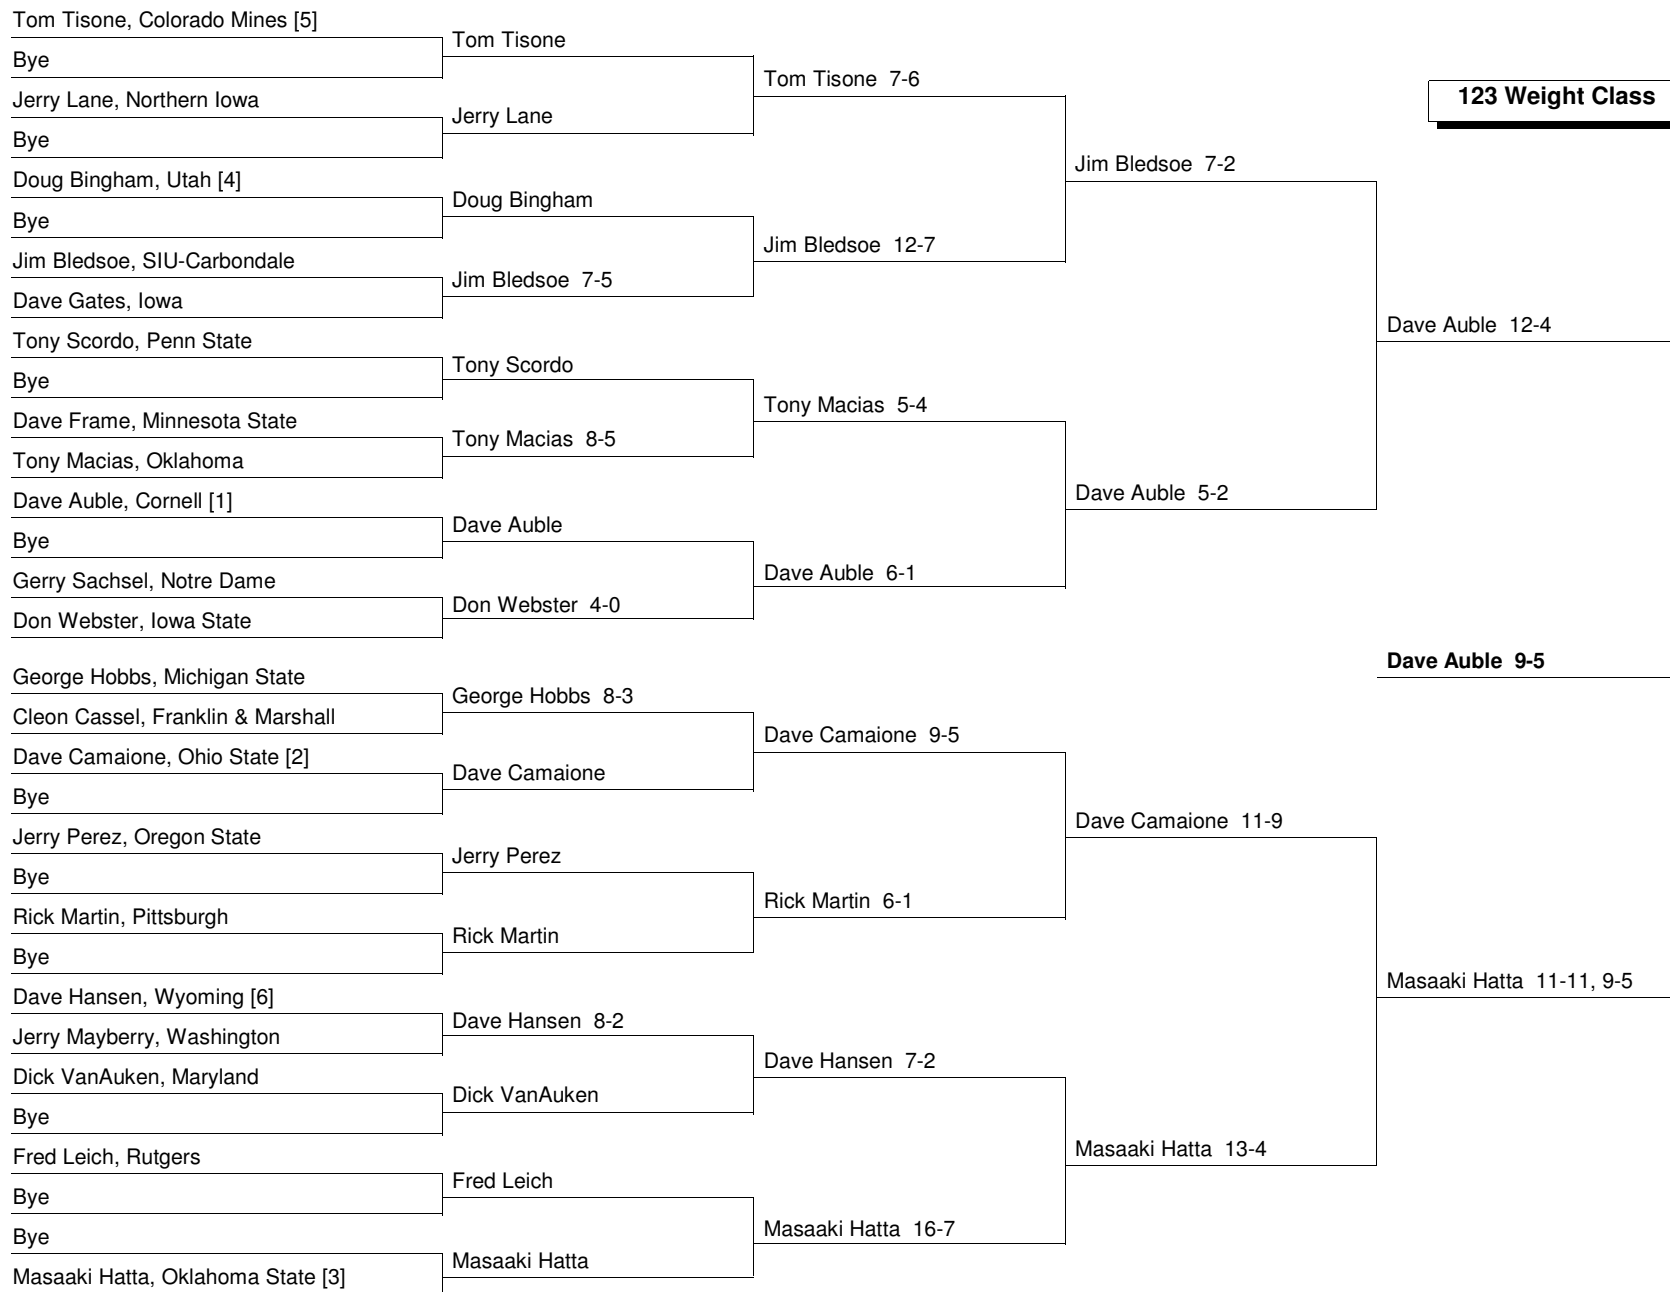 Tom Tisone, Colorado Mines [5]
Bye
Jerry Lane, Northern Iowa
Bye
Doug Bingham, Utah [4]
Bye
Jim Bledsoe, SIU-Carbondale
Dave Gates, Iowa
Tony Scordo, Penn State
Bye
Dave Frame, Minnesota State
Tony Macias, Oklahoma
Dave Auble, Cornell [1]
Bye
Gerry Sachsel, Notre Dame
Don Webster, Iowa State
George Hobbs, Michigan State
Cleon Cassel, Franklin & Marshall
Dave Camaione, Ohio State [2]
Bye
Jerry Perez, Oregon State
Bye
Rick Martin, Pittsburgh
Bye
Dave Hansen, Wyoming [6]
Jerry Mayberry, Washington
Dick VanAuken, Maryland
Bye
Fred Leich, Rutgers
Bye
Bye
Masaaki Hatta, Oklahoma State [3]
Tom Tisone
Jerry Lane
Doug Bingham
Jim Bledsoe 7-5
Tony Scordo
Tony Macias 8-5
Dave Auble
Don Webster 4-0
George Hobbs 8-3
Dave Camaione
Jerry Perez
Rick Martin
Dave Hansen 8-2
Dick VanAuken
Fred Leich
Masaaki Hatta
Tom Tisone 7-6
Jim Bledsoe 12-7
Tony Macias 5-4
Dave Auble 6-1
Dave Camaione 9-5
Rick Martin 6-1
Dave Hansen 7-2
Masaaki Hatta 16-7
Jim Bledsoe 7-2
Dave Auble 5-2
Dave Camaione 11-9
Masaaki Hatta 13-4
123 Weight Class
Dave Auble 12-4
Dave Auble 9-5
Masaaki Hatta 11-11, 9-5